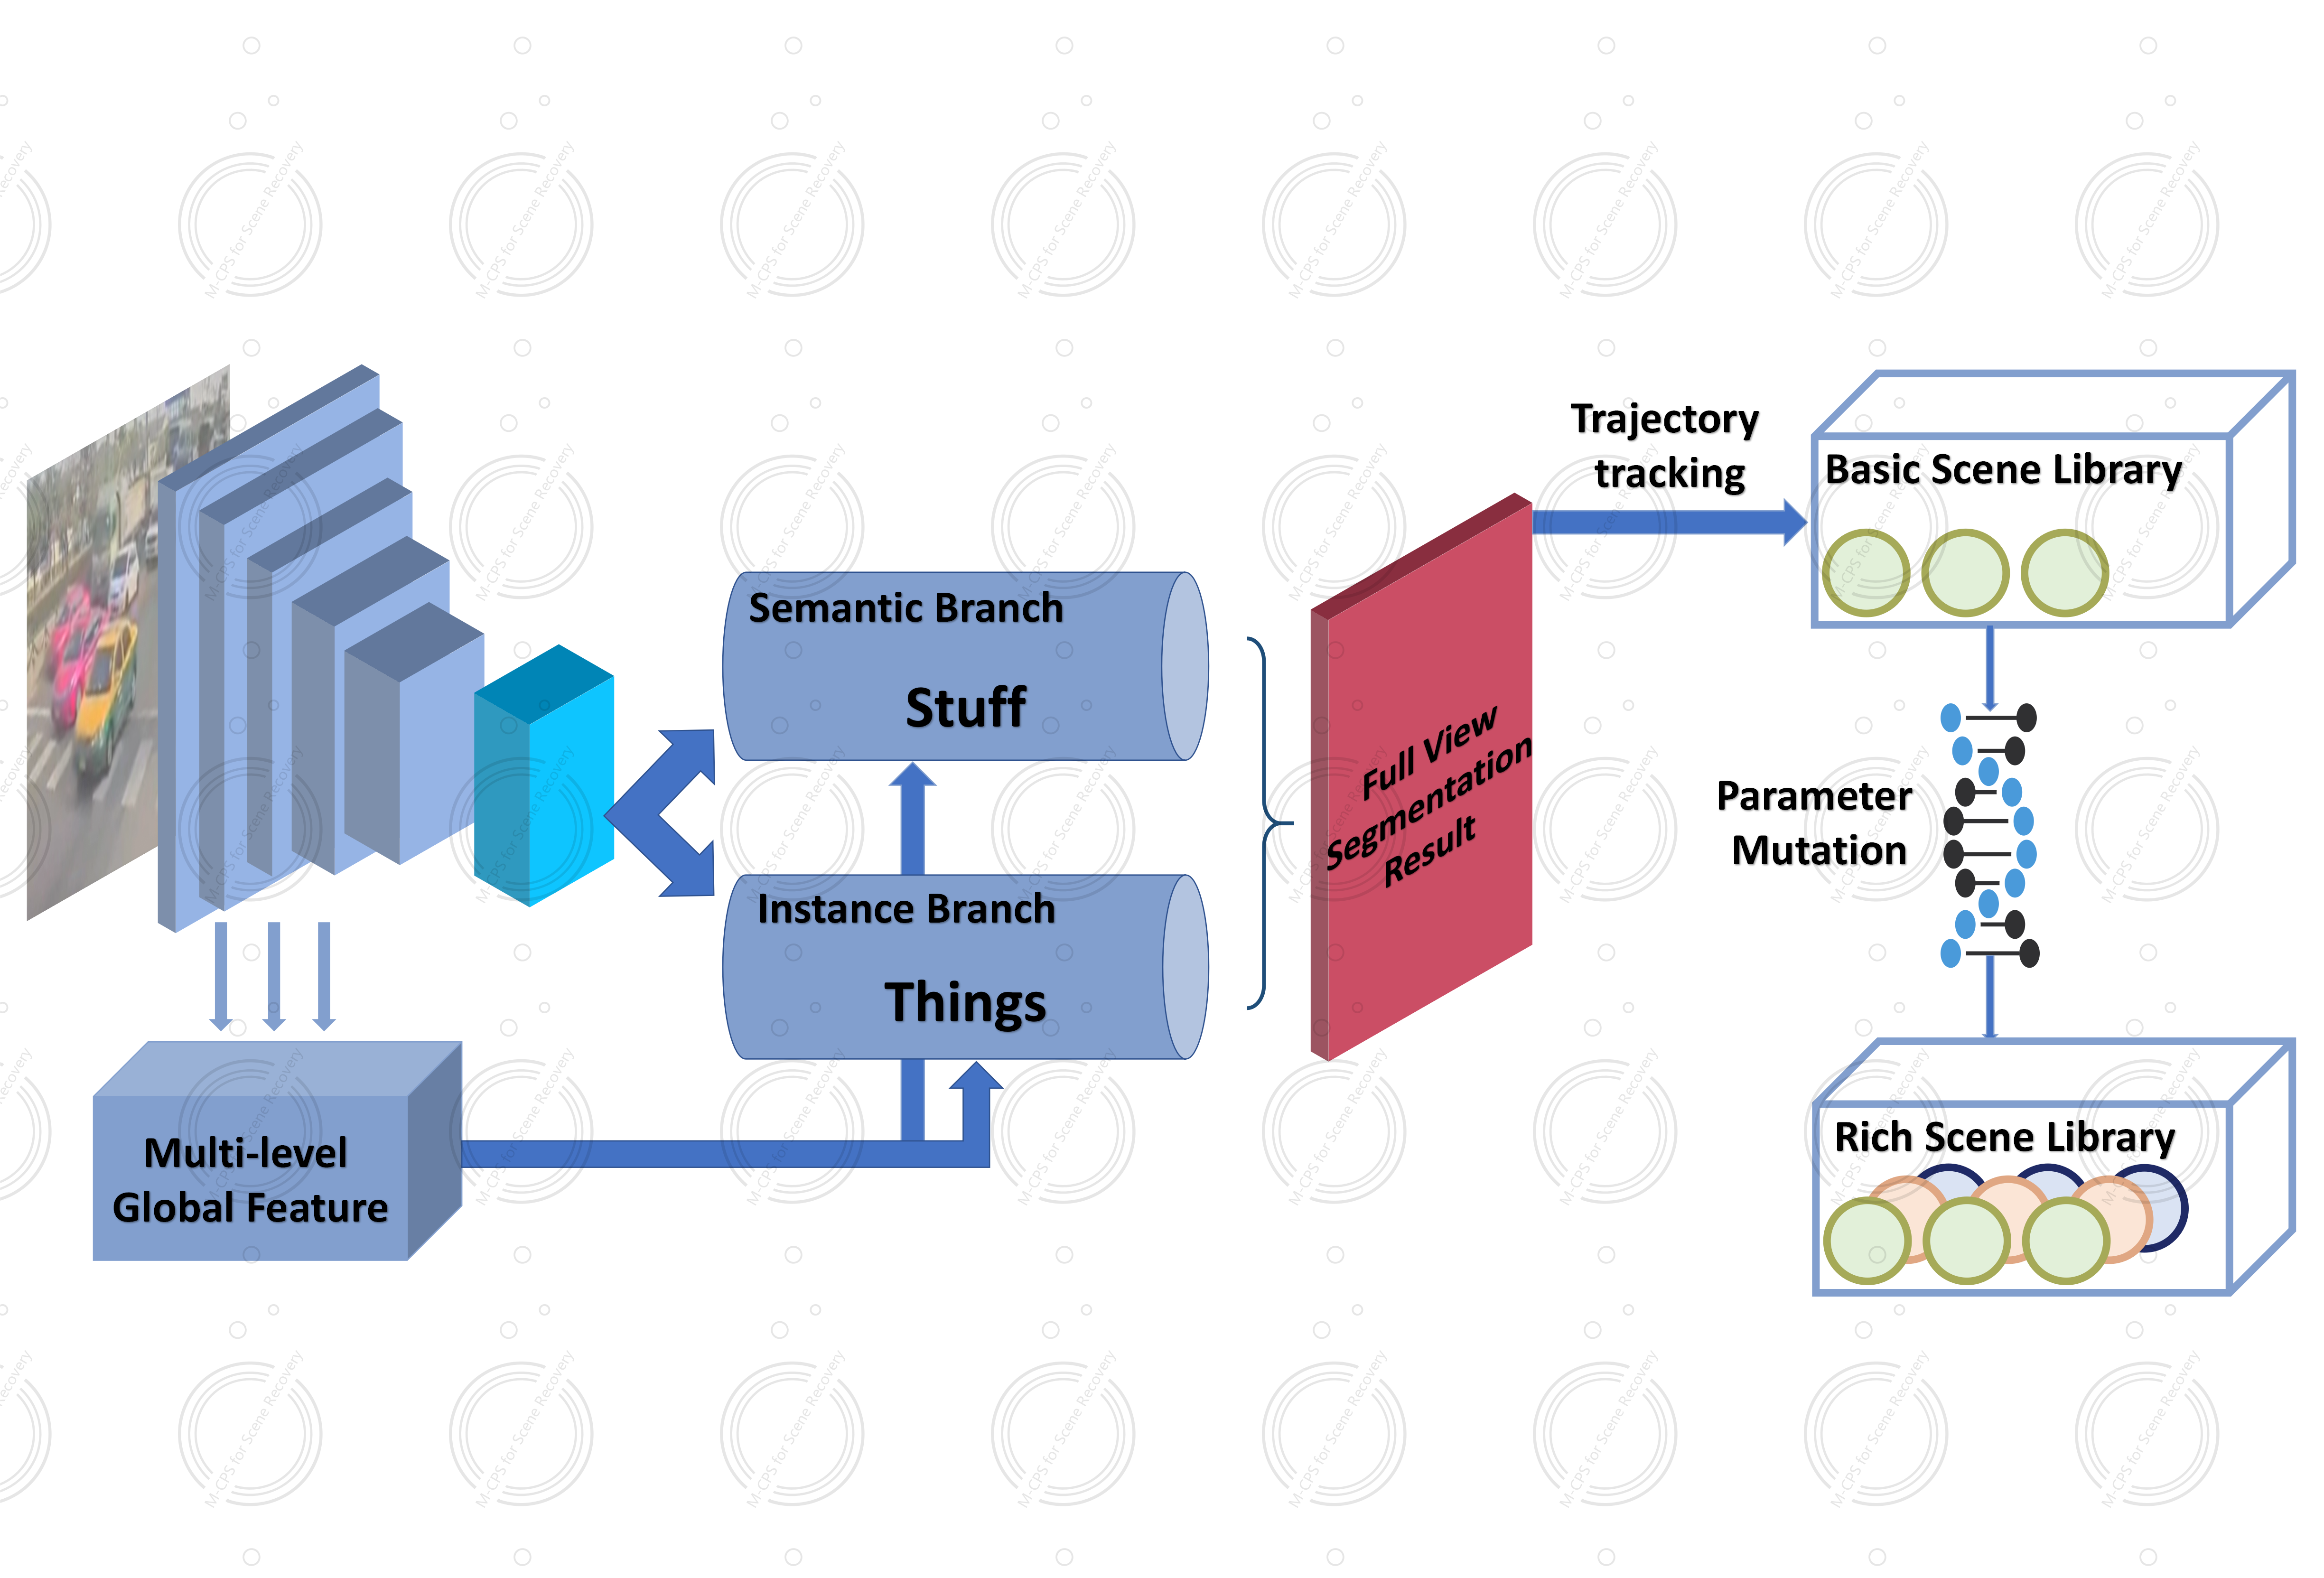 Trajectory
tracking
Basic Scene Library
Semantic Branch
Stuff
Full View
Segmentation
Result
Parameter
Mutation
Instance Branch
Things
Multi-level
Global Feature
Rich Scene Library
M-CPS for Scene Recovery